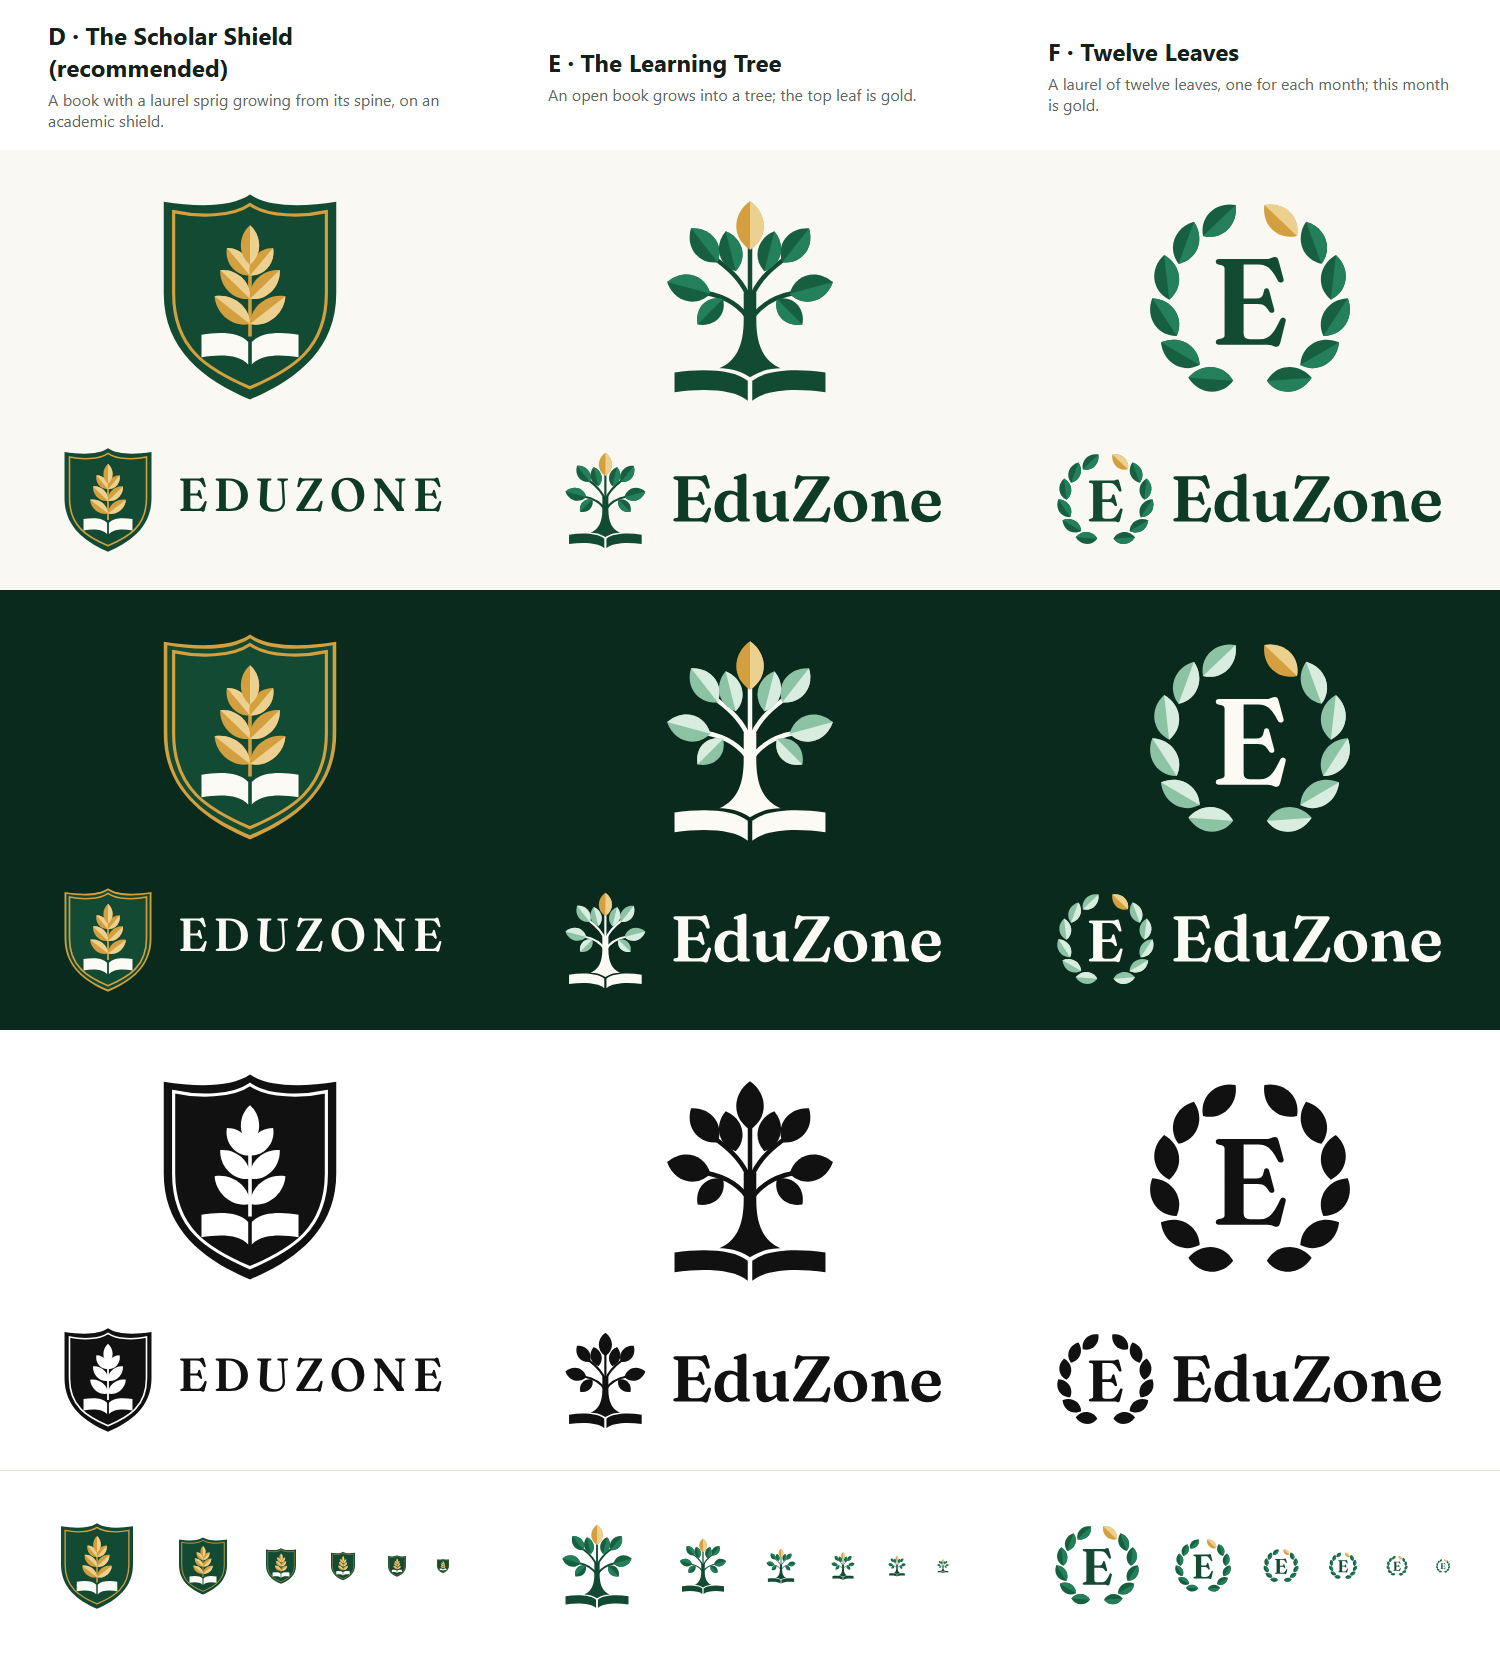 D · The Scholar Shield
(recommended)
A book with a laurel sprig growing from its spine, on an
academic shield.
E · The Learning Tree
An open book grows into a tree; the top leaf is gold.
F · Twelve Leaves
A laurel of twelve leaves, one for each month; this month
is gold.
E
EDUZONE
EduZone
E EduZone
E
EDUZONE
EduZone
E EduZone
E
EDUZONE
EduZone
E EduZone
E E E E E E